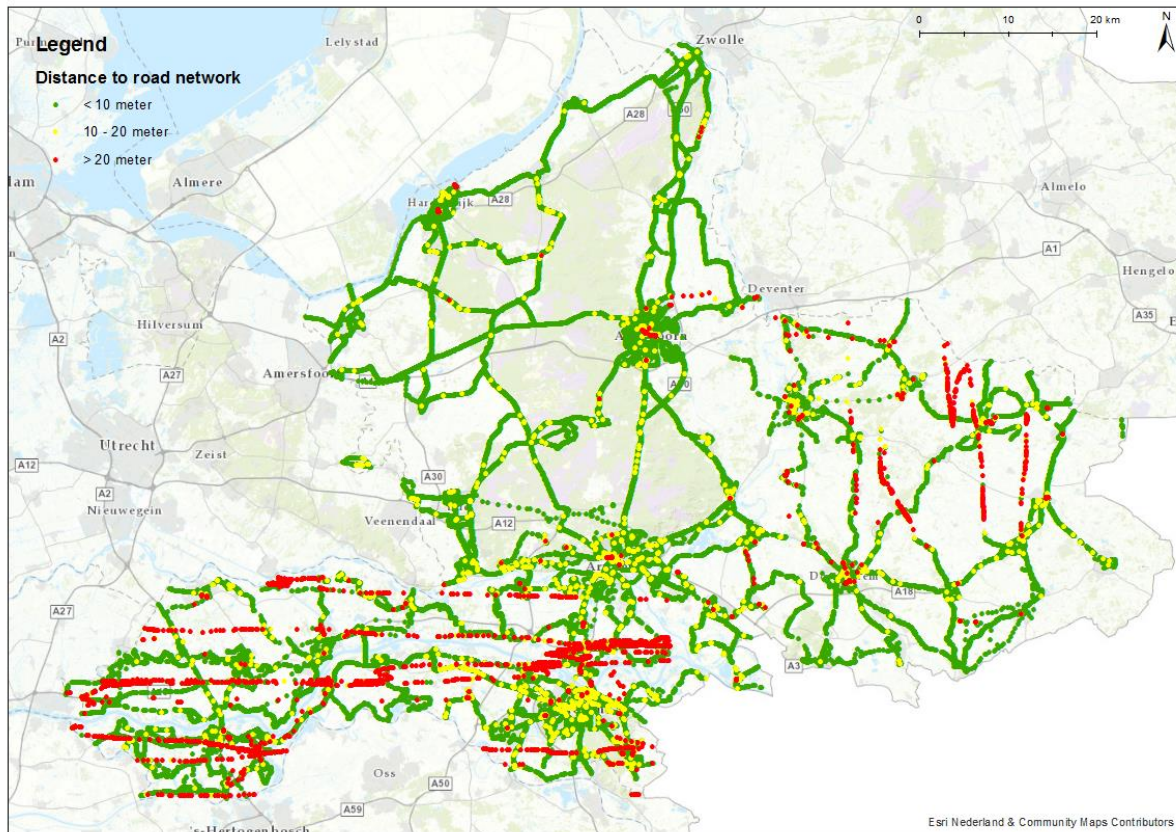 Legend
Distance to road network
< 10 meter
10 - 20 meter
> 20 meter
0 10 20 km
N
Lelystad
Zwolle
A28
Almere
A28
Almelo
A1
Hengelo
Deventer
A35
A2
Hilversum
A27
Amersfoo
Utrecht
Zeist
A12
A2
A30
Nieuwegein
Veenendaal
A12
A27
A18
A3
Oss
A50
A59
's-Hertogenbosch
Esri Nederland & Community Maps Contributors